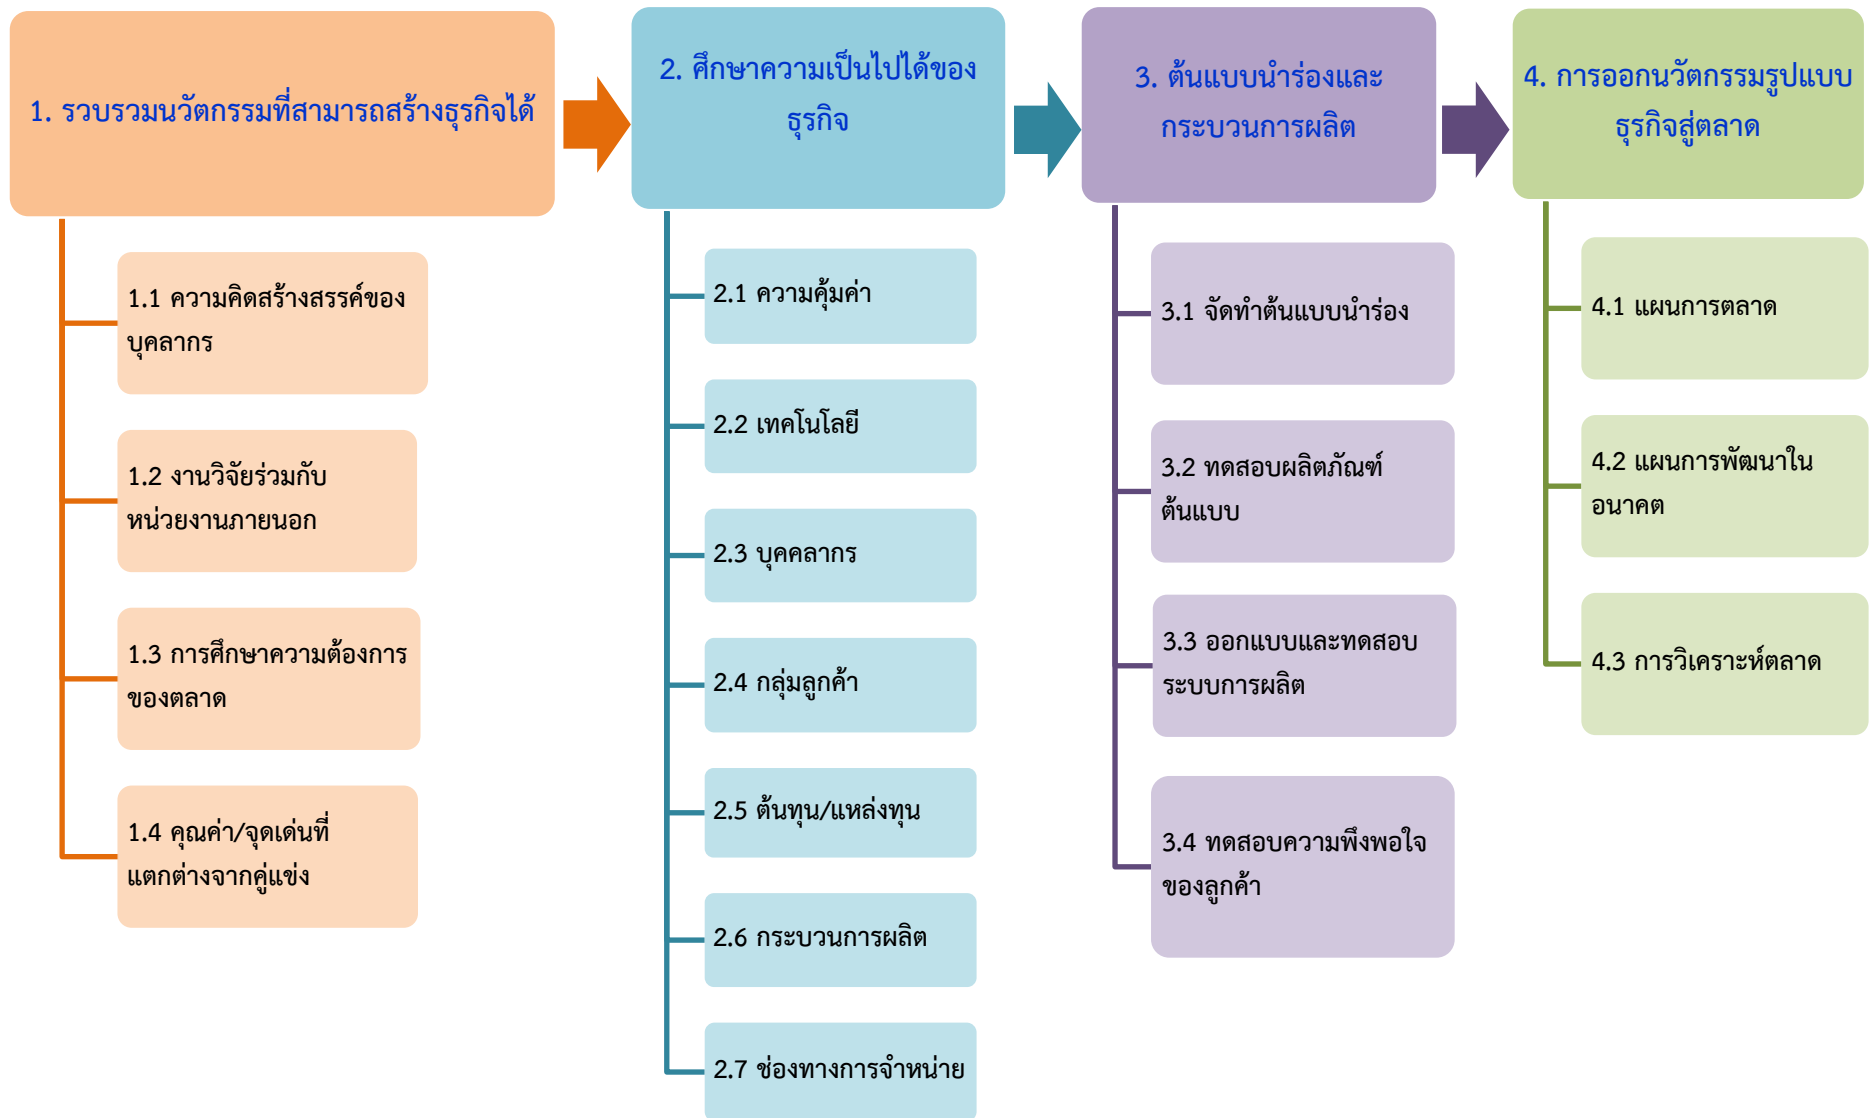 1. รวบรวมนวัตกรรมที่สามารถสร้างธุรกิจได้
1.1 ความคิดสร้างสรรค์ของ
บุคลากร
1.2 งานวิจัยร่วมกับ
หน่วยงานภายนอก
1.3 การศึกษาความต้องการ
ของตลาด
1.4 คุณค่า/จุดเด่นที่
แตกต่างจากคู่แข่ง
2. ศึกษาความเป็นไปได้ของ
ธุรกิจ
2.1 ความคุ้มค่า
2.2 เทคโนโลยี
2.3 บุคคลากร
2.4 กลุ่มลูกค้า
2.5 ต้นทุน/แหล่งทุน
2.6 กระบวนการผลิต
2.7 ช่องทางการจำหน่าย
3. ต้นแบบนำร่องและ
กระบวนการผลิต
3.1 จัดทำต้นแบบนำร่อง
3.2 ทดสอบผลิตภัณฑ์
ต้นแบบ
3.3 ออกแบบและทดสอบ
ระบบการผลิต
3.4 ทดสอบความพึงพอใจ
ของลูกค้า
4. การออกนวัตกรรมรูปแบบ
ธุรกิจสู่ตลาด
4.1 แผนการตลาด
4.2 แผนการพัฒนาใน
อนาคต
4.3 การวิเคราะห์ตลาด